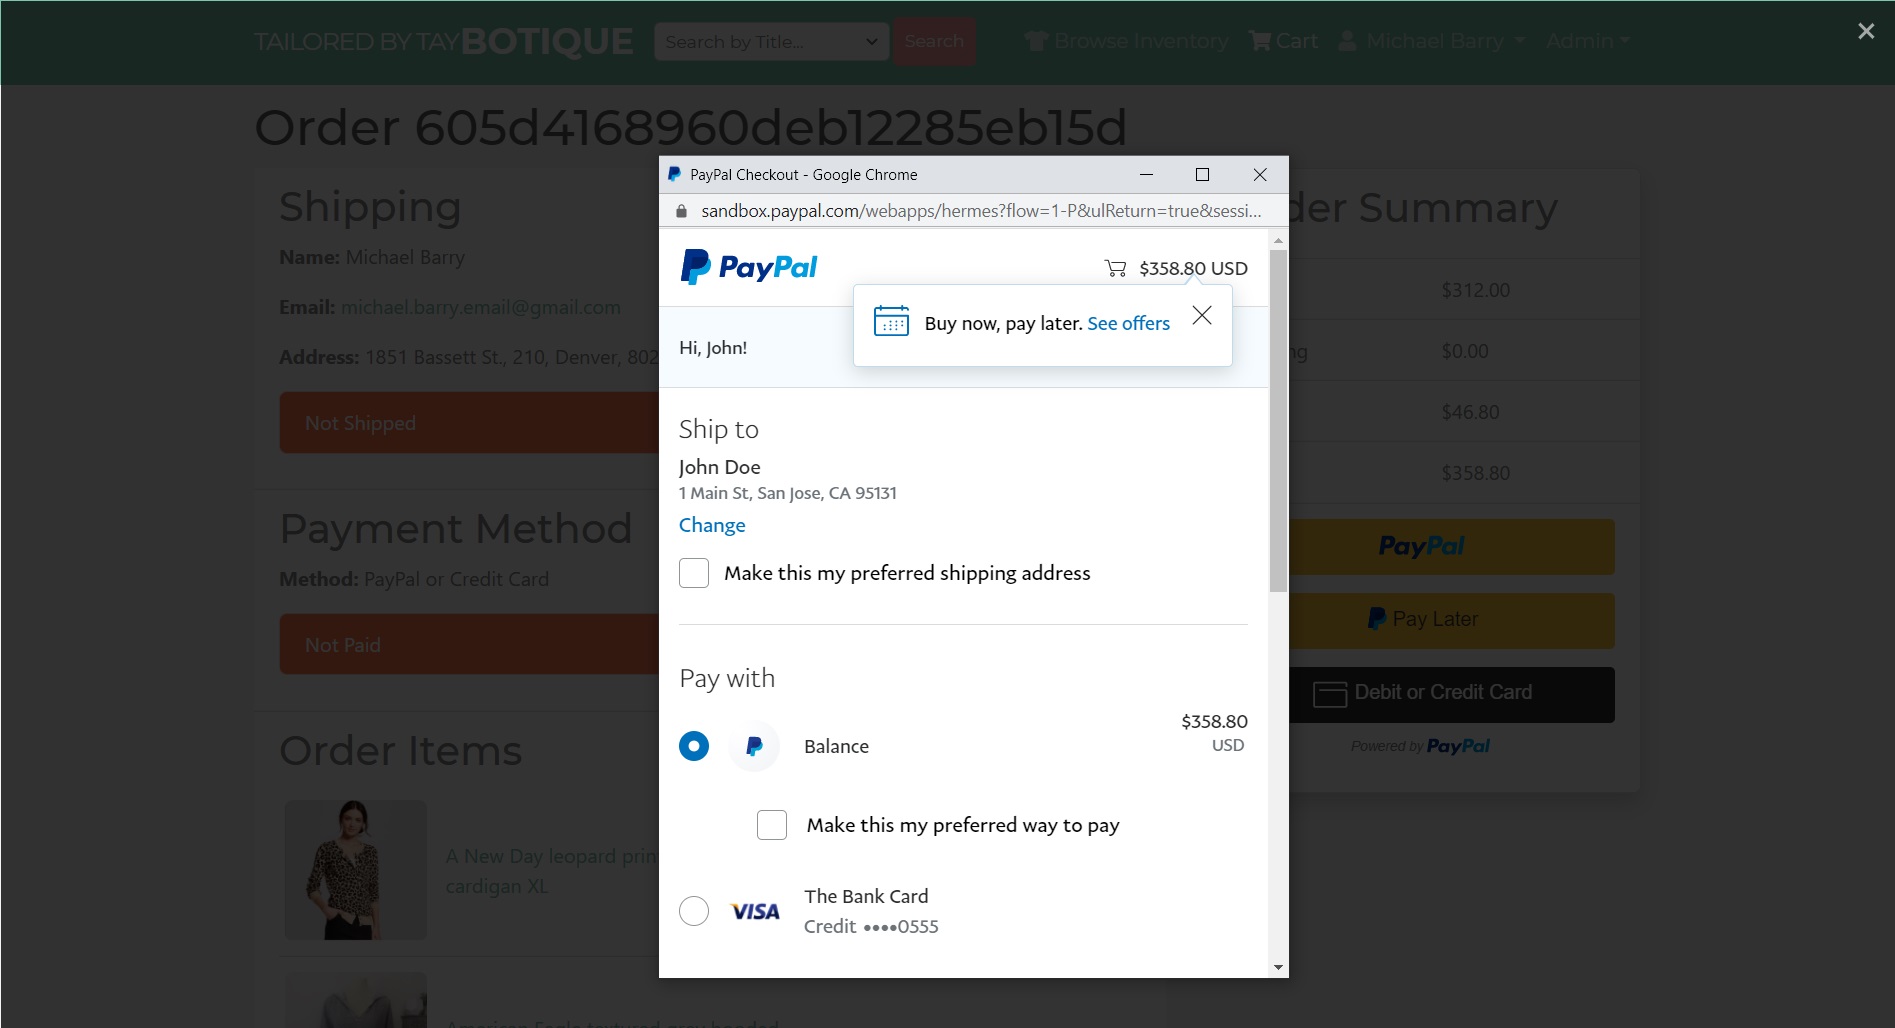 TAILORED BY TAY BOTIQUE
Search by Title...
Search
Browse Inventory
Cart
Michael Barry
Admin
Order 605d4168960deb12285eb15d
Shipping
Name: Michael Barry
Email: michael.barry.email@gmail.com
Address: 1851 Bassett St., 210, Denver, 802
Not Shipped
Payment Method
Method: PayPal or Credit Card
Not Paid
Order Items
A New Day leopard print
cardigan XL
PayPal Checkout - Google Chrome
sandbox.paypal.com/webapps/hermes?flow=1-P&ulReturn=true&sessi...
PayPal
$358.80 USD
Buy now, pay later. See offers
Hi, John!
Ship to
John Doe
1 Main St, San Jose, CA 95131
Change
Make this my preferred shipping address
Pay with
$358.80
Balance
USD
Make this my preferred way to pay
The Bank Card
VISA
Credit ••••0555
der Summary
$312.00
ng
$0.00
$46.80
$358.80
PayPal
Pay Later
Debit or Credit Card
Powered by PayPal